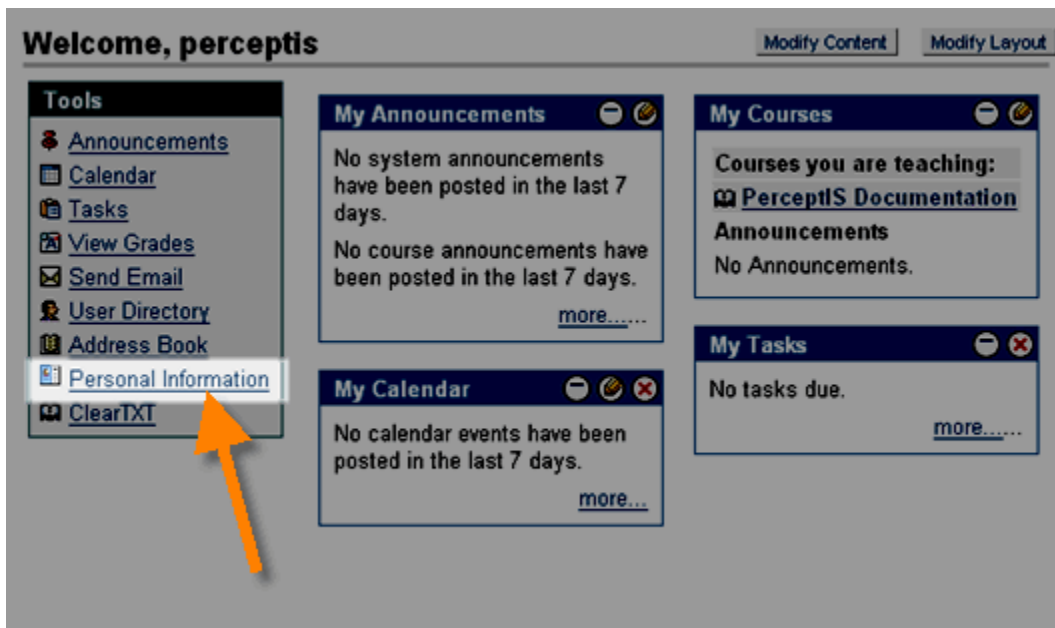 Welcome, perceptis
Modify Content
Modify Layout
Tools
Announcements
Calendar
Tasks
View Grades
Send Email
User Directory
Address Book
Personal Information
ClearTXT
My Announcements
No system announcements
have been posted in the last 7
days.
No course announcements have
been posted in the last 7 days.
more......
My Calendar
No calendar events have been
posted in the last 7 days.
more...
My Courses
Courses you are teaching:
PerceptIS Documentation
Announcements
No Announcements.
My Tasks
No tasks due.
more......